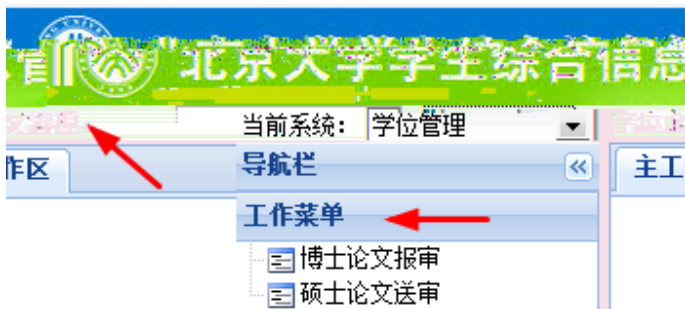 北京大学学生综合信息
当前系统： 学位管理
作区 导航栏 主工
工作菜单
博士论文报审
硕士论文送审